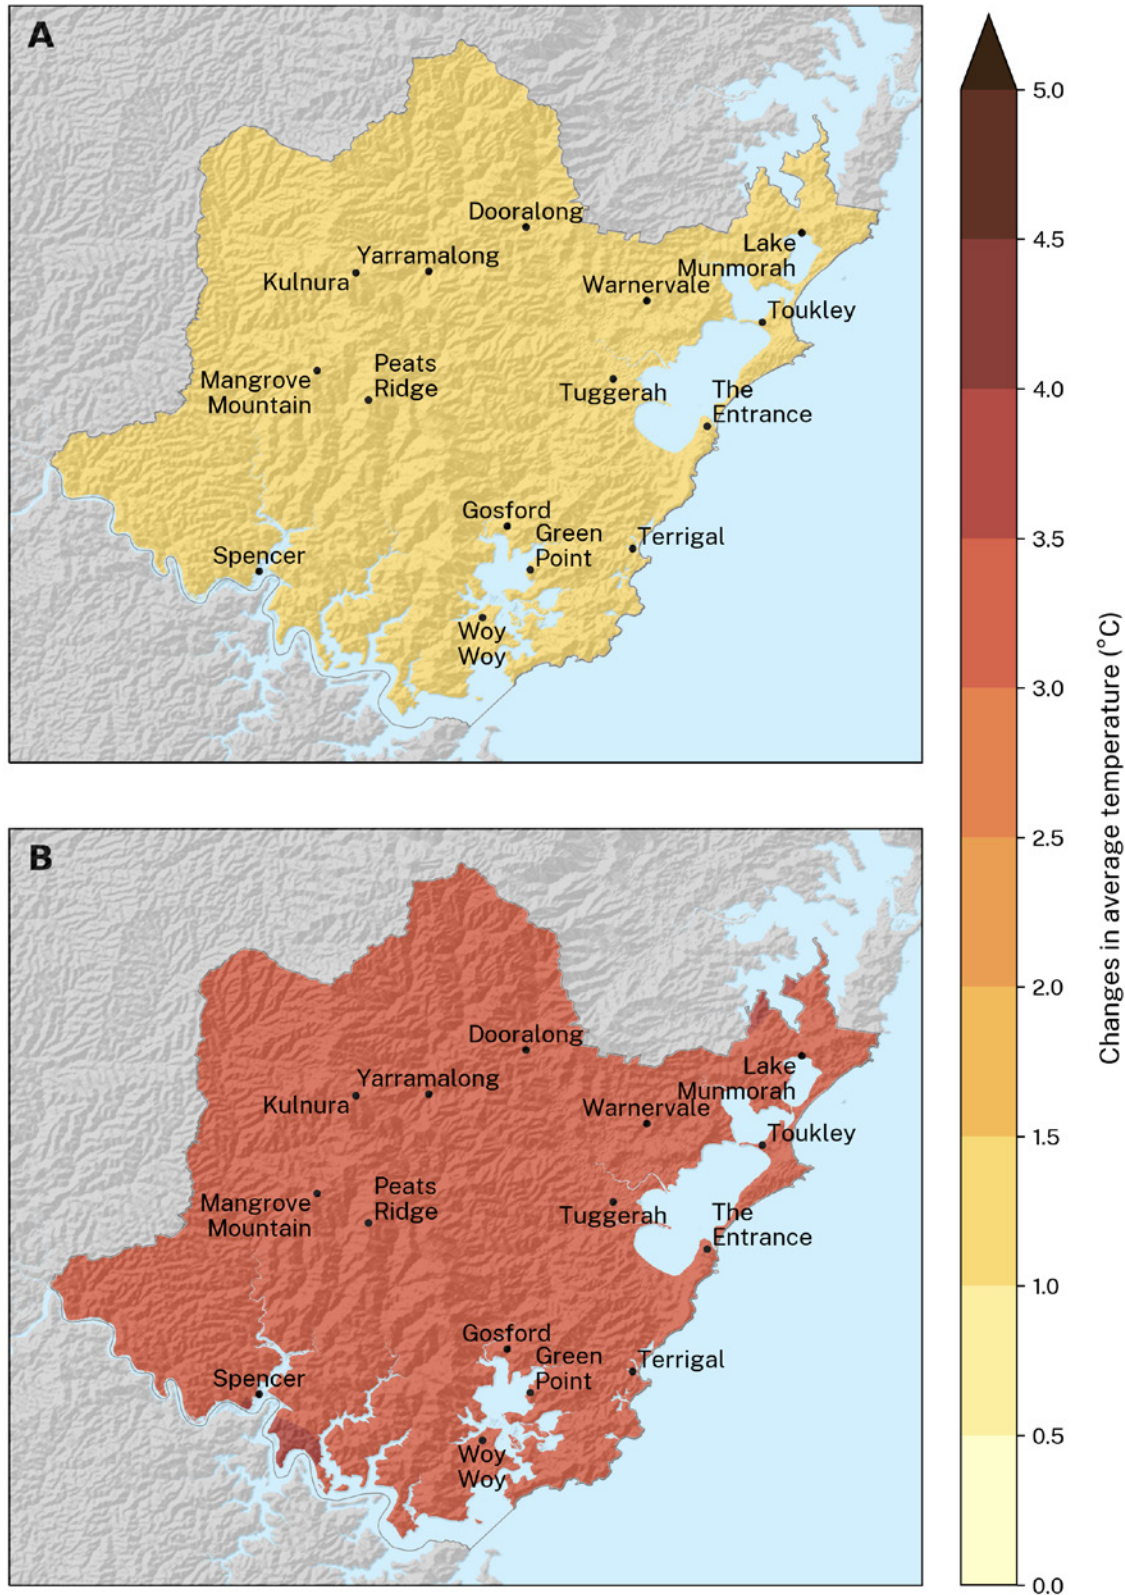 A
Dooralong
Yarramalong
Kulnura
Lake
Munmorah
Warnervale
Toukley
Mangrove
Mountain
Peats
Ridge
Tuggerah
The
Entrance
Gosford
Green
Point
Terrigal
Spencer
Woy
Woy
B
Dooralong
Yarramalong
Kulnura
Lake
Munmorah
Warnervale
Toukley
Mangrove
Mountain
Peats
Ridge
Tuggerah
The
Entrance
Gosford
Green
Point
Terrigal
Spencer
Woy
Woy
5.0
4.5
4.0
3.5
3.0
2.5
2.0
1.5
1.0
0.5
0.0
Changes in average temperature (°C)